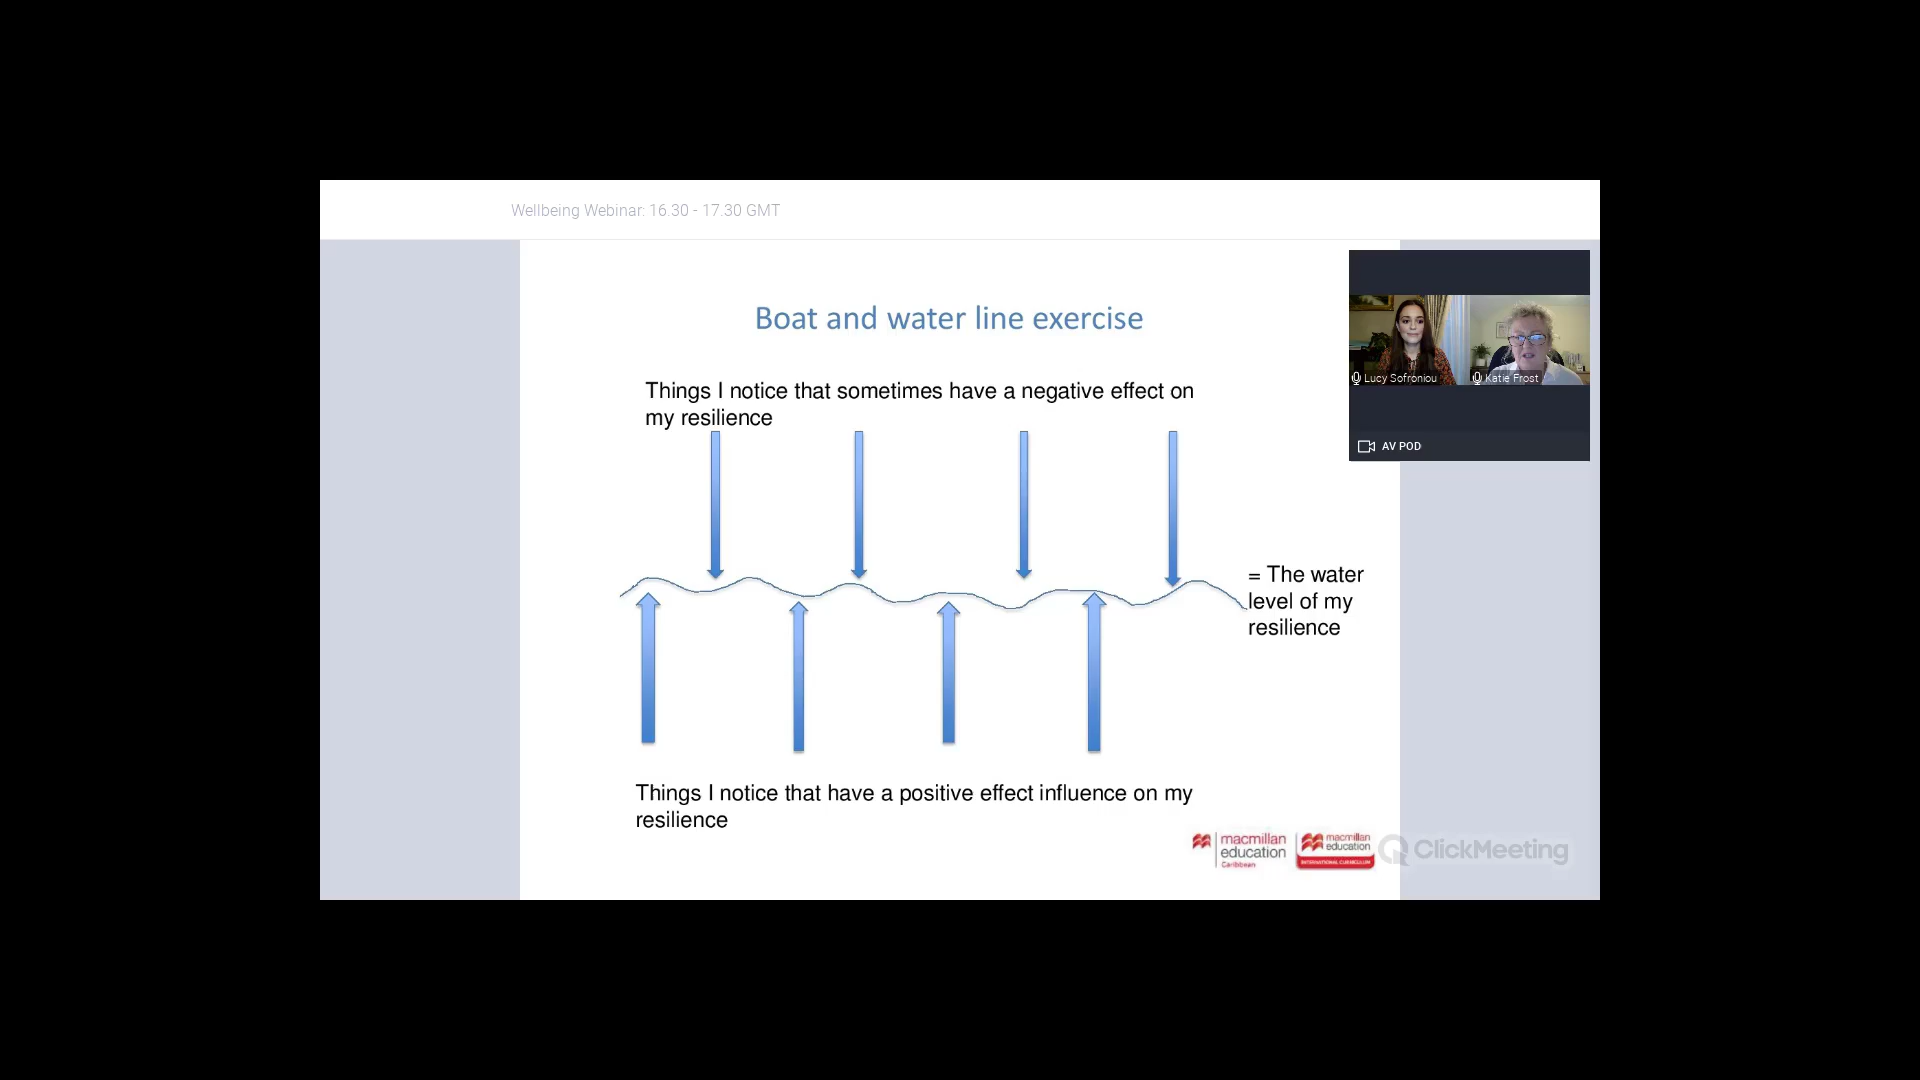 Wellbeing Webinar: 16.30 - 17.30 GMT
Boat and water line exercise
Things I notice that sometimes have a negative effect on
my resilience
Lucy Sofroniou
Katie Frost
AV POD
= The water
level of my
resilience
Things I notice that have a positive effect influence on my
resilience
macmillan
education
Caribbean
macmillan
education
INTERNATIONAL CURRICULUM
ClickMeeting